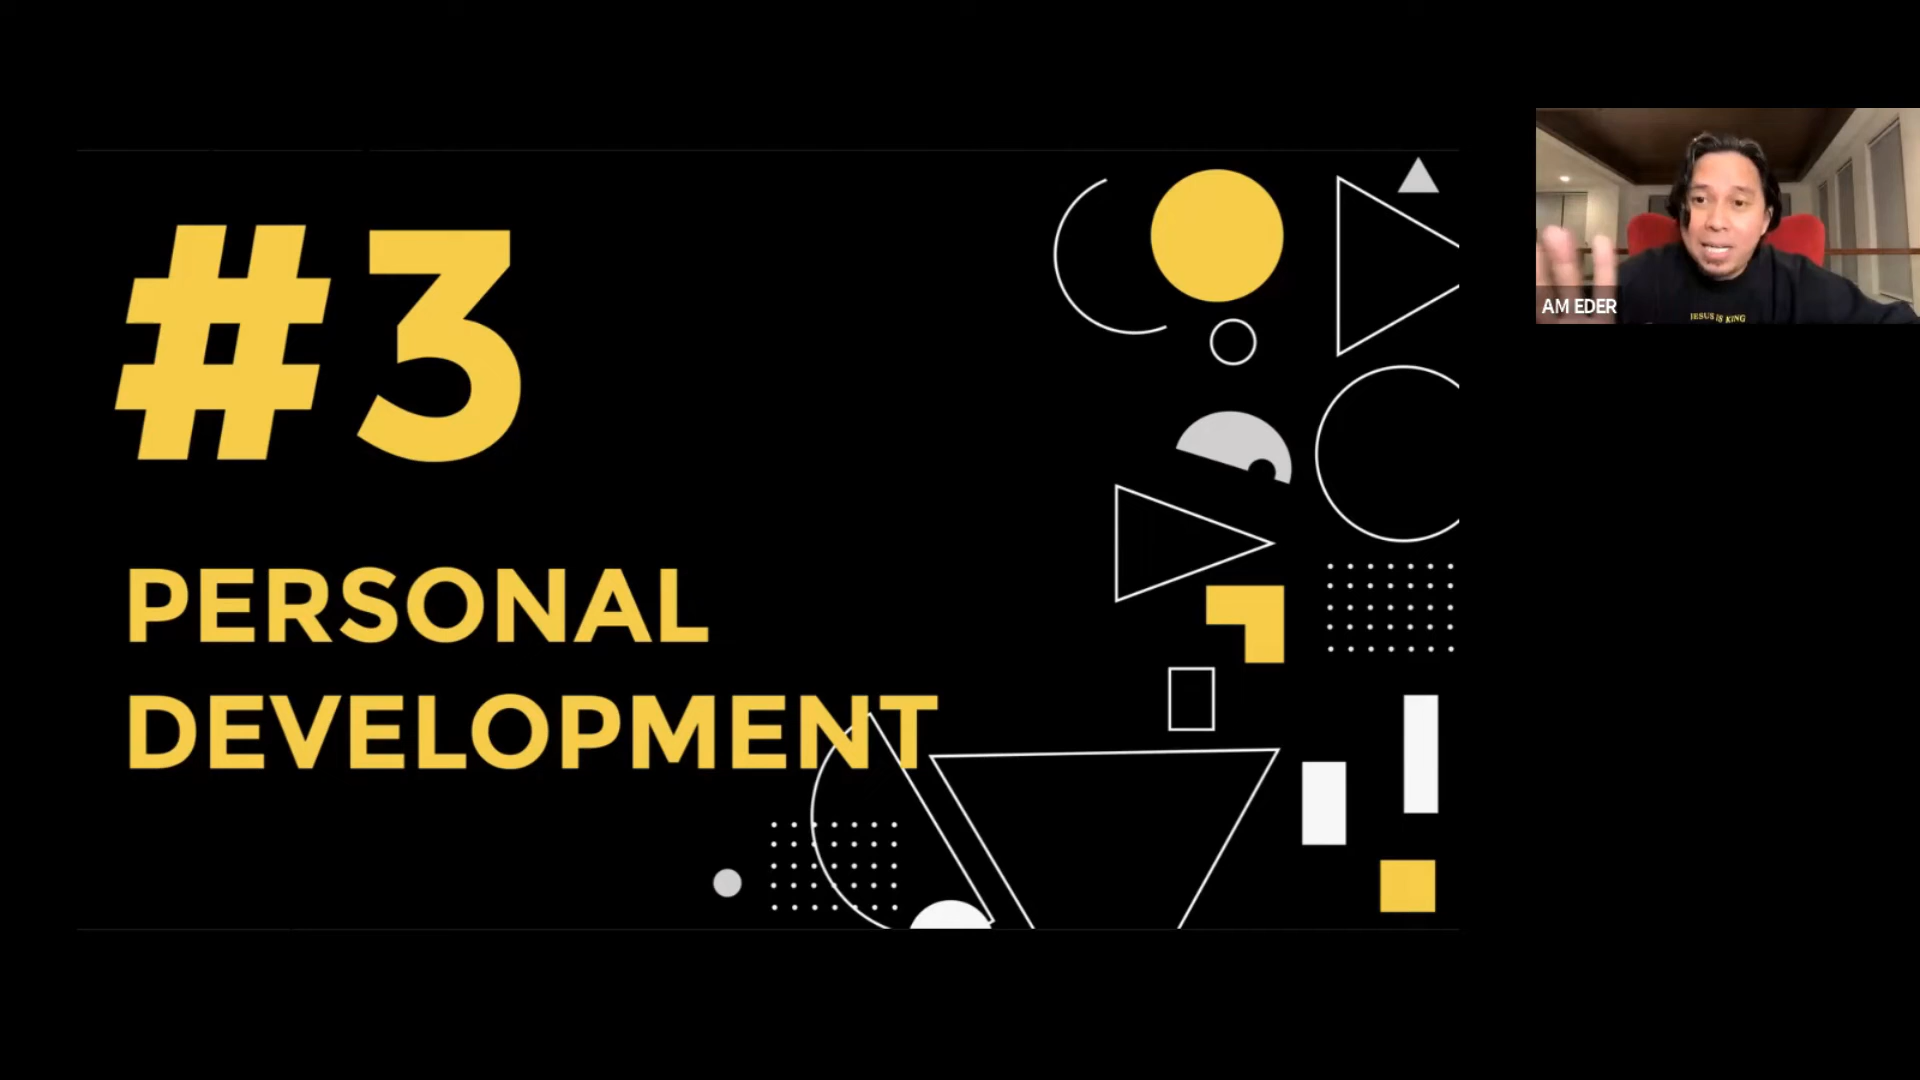 #3
PERSONAL
DEVELOPMENT
AM EDER
JESUS IS KING